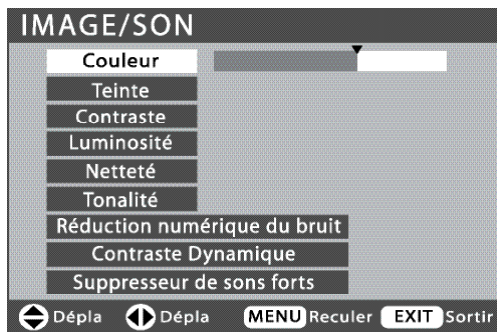 IMAGE/SON
Couleur
Teinte
Contraste
Luminosité
Netteté
Tonalité
Réduction numérique du bruit
Contraste Dynamique
Suppresseur de sons forts
Dépla Dépla MENU Reculer EXIT Sortir